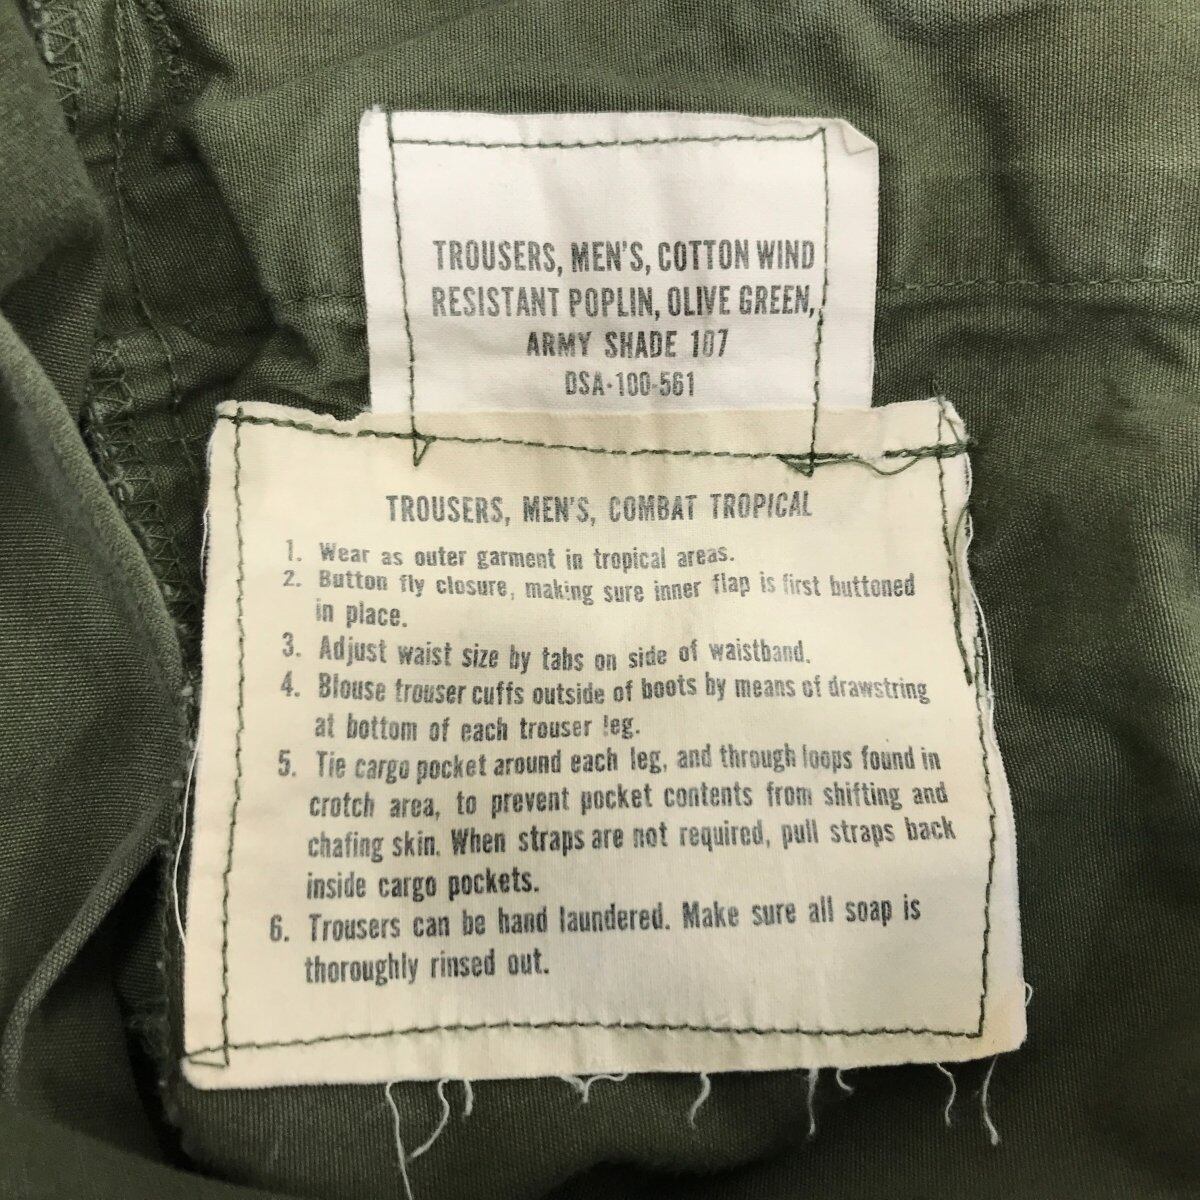 TROUSERS, MEN'S, COTTON WIND
RESISTANT POPLIN, OLIVE GREEN,
ARMY SHADE 107
DSA-100-561
TROUSERS, MEN'S, COMBAT TROPICAL
1. Wear as outer garment in tropical areas.
2. Button fly closure, making sure inner flap is first buttoned
in place.
3. Adjust waist size by tabs on side of waistband.
4. Blouse trouser cuffs outside of boots by means of drawstring
at bottom of each trouser leg.
5. Tie cargo pocket around each leg, and through loops found in
crotch area, to prevent pocket contents from shifting and
chafing skin. When straps are not required, pull straps back
inside cargo pockets.
6. Trousers can be hand laundered. Make sure all soap is
thoroughly rinsed out.